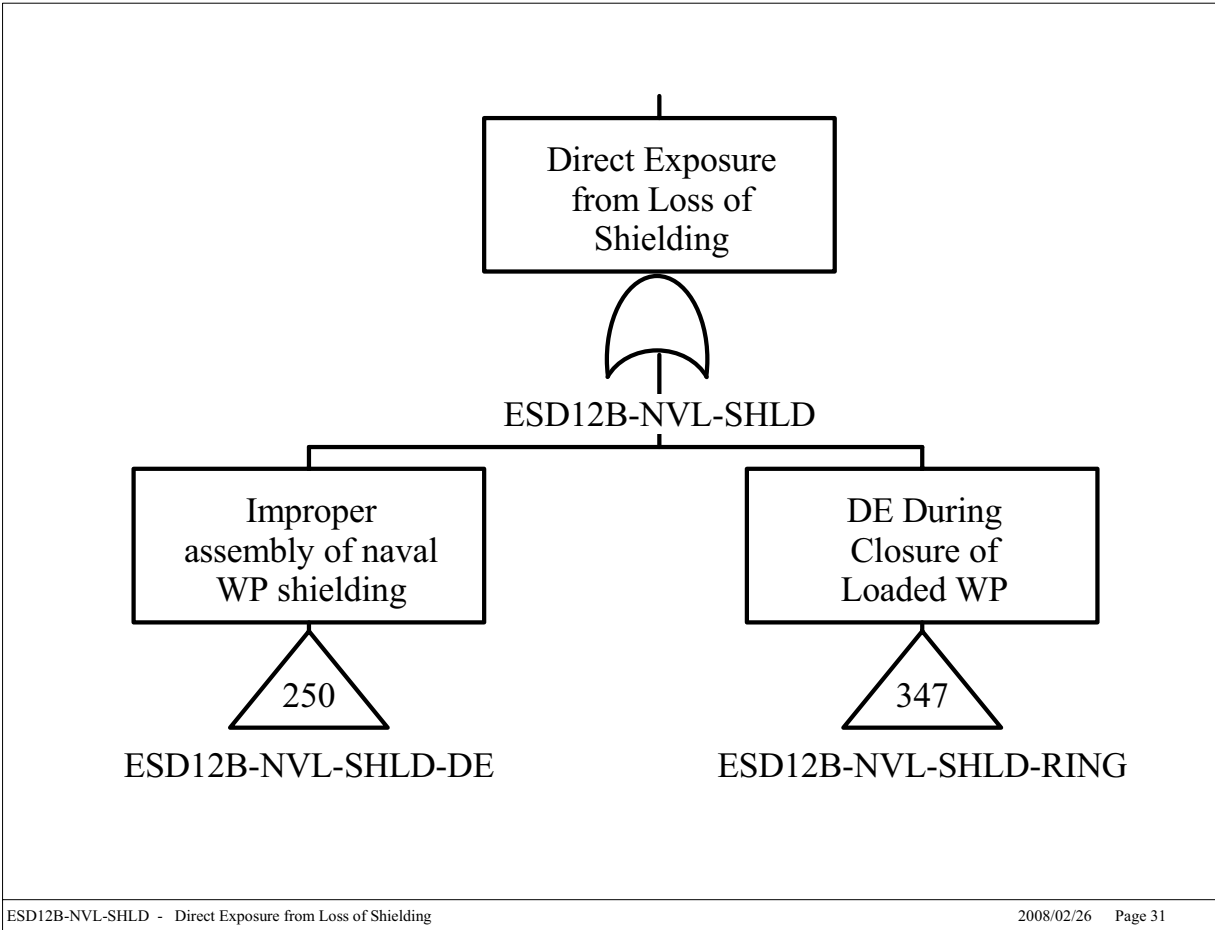 Direct Exposure
from Loss of
Shielding
ESD12B-NVL-SHLD
Improper
assembly of naval
WP shielding
250
ESD12B-NVL-SHLD-DE
DE During
Closure of
Loaded WP
347
ESD12B-NVL-SHLD-RING
ESD12B-NVL-SHLD - Direct Exposure from Loss of Shielding
2008/02/26 Page 31